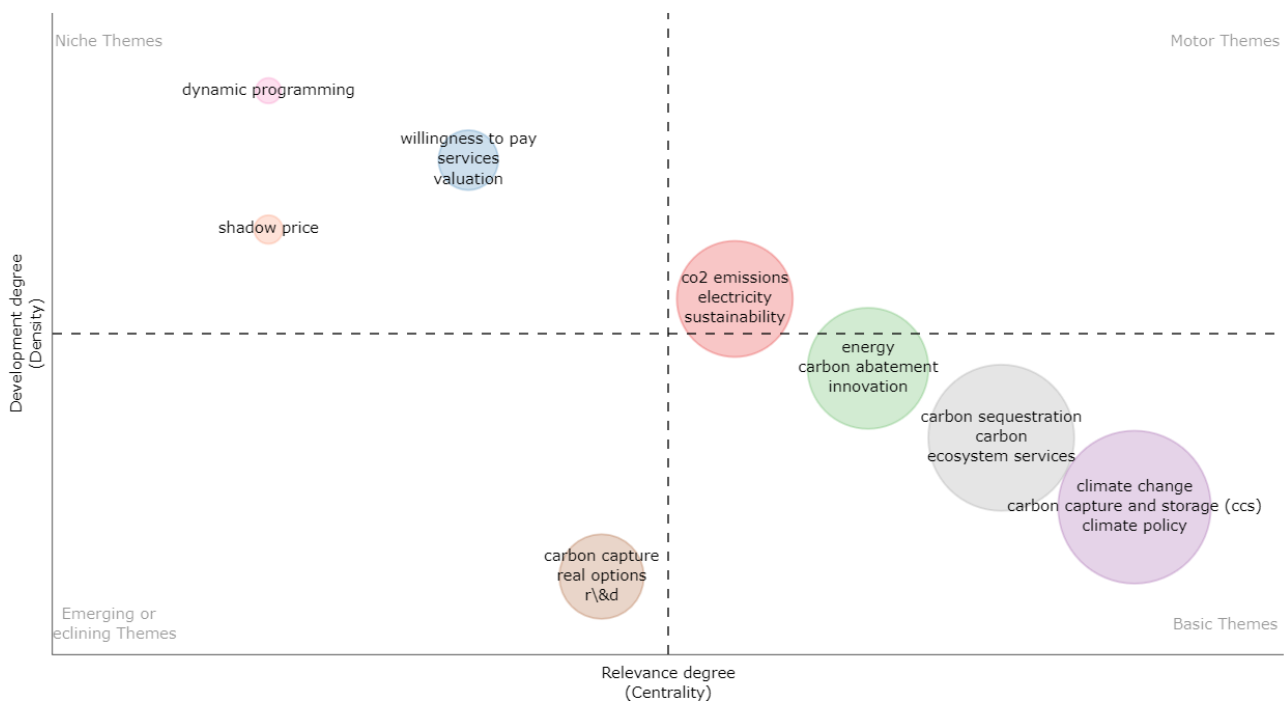 Niche Themes
Motor Themes
dynamic programming
willingness to pay
services
valuation
shadow price
co2 emissions
electricity
sustainability
energy
carbon abatement
innovation
carbon sequestration
carbon
ecosystem services
climate change
carbon capture and storage (ccs)
climate policy
carbon capture
real options
r\&d
Emerging or
eclining Themes
Basic Themes
Development degree
(Density)
Relevance degree
(Centrality)